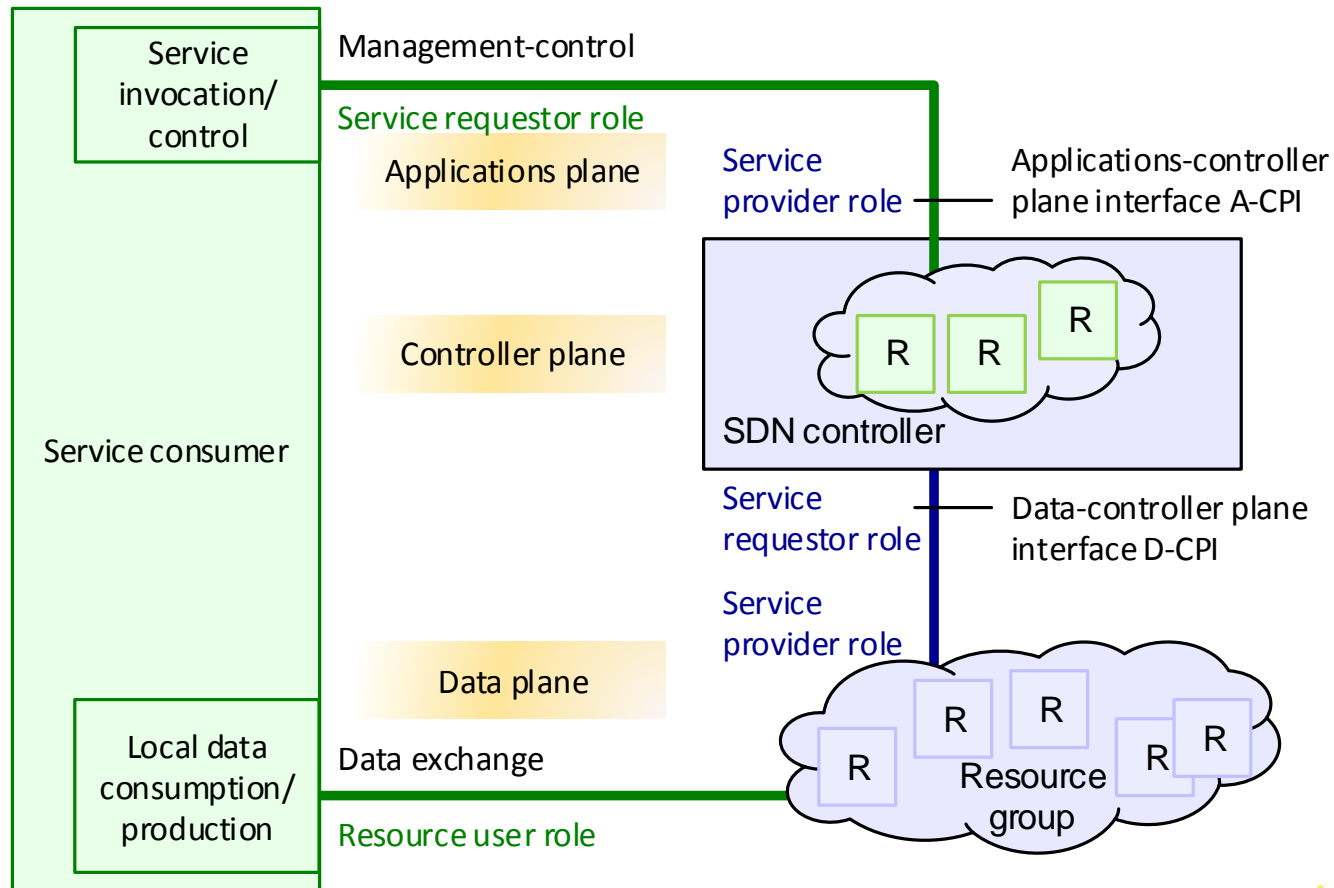 Service
invocation/
control
Management-control
Service requestor role
Applications plane
Service
provider role
Applications-controller
plane interface A-CPI
Controller plane
R
R
R
SDN controller
Service consumer
Service
requestor role
Data-controller plane
interface D-CPI
Service
provider role
Data plane
Local data
consumption/
production
Data exchange
Resource user role
R
R
R
R
R
Resource
group